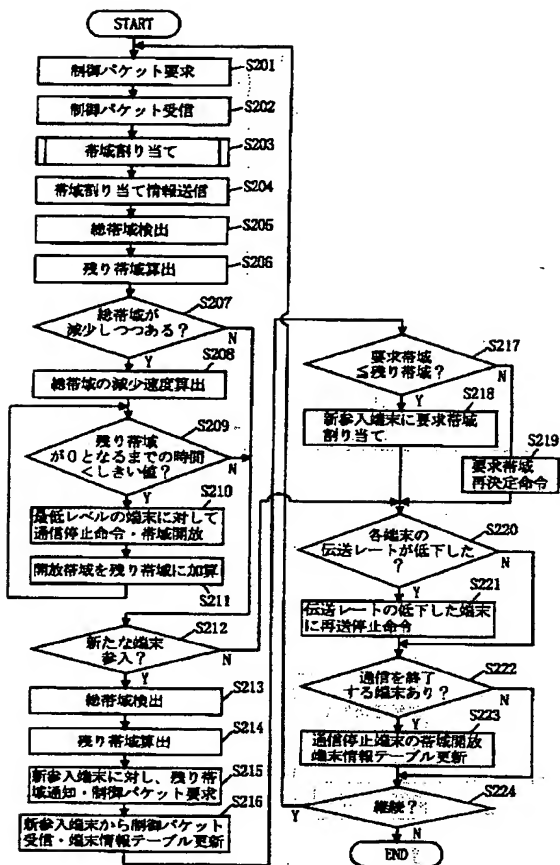 START
制御パケット要求
S201
制御パケット受信
S202
帯域割り当て
S203
帯域割り当て情報送信
S204
総帯域検出
S205
残り帯域算出
S206
総帯域が
減少しつつある？
S207
Y
N
総帯域の減少速度算出
S208
残り帯域
が0となるまでの時間
<しきい値？
S209
Y
N
最低レベルの端末に対して
通信停止命令・帯域開放
S210
開放帯域を残り帯域に加算
S211
新たな端末
参入？
S212
Y
N
総帯域検出
S213
残り帯域算出
S214
新参入端末に対し、残り帯
域通知・制御パケット要求
S215
新参入端末から制御パケット
受信・端末情報テーブル更新
S216
要求帯域
≦残り帯域？
S217
Y
N
新参入端末に要求帯域
割り当て
S218
要求帯域
再決定命令
S219
各端末の
伝送レートが低下した
？
S220
Y
N
伝送レートの低下した端末
に再送停止命令
S221
通信を終了
する端末あり？
S222
Y
N
通信停止端末の帯域開放
端末情報テーブル更新
S223
継続？
S224
Y
N
END